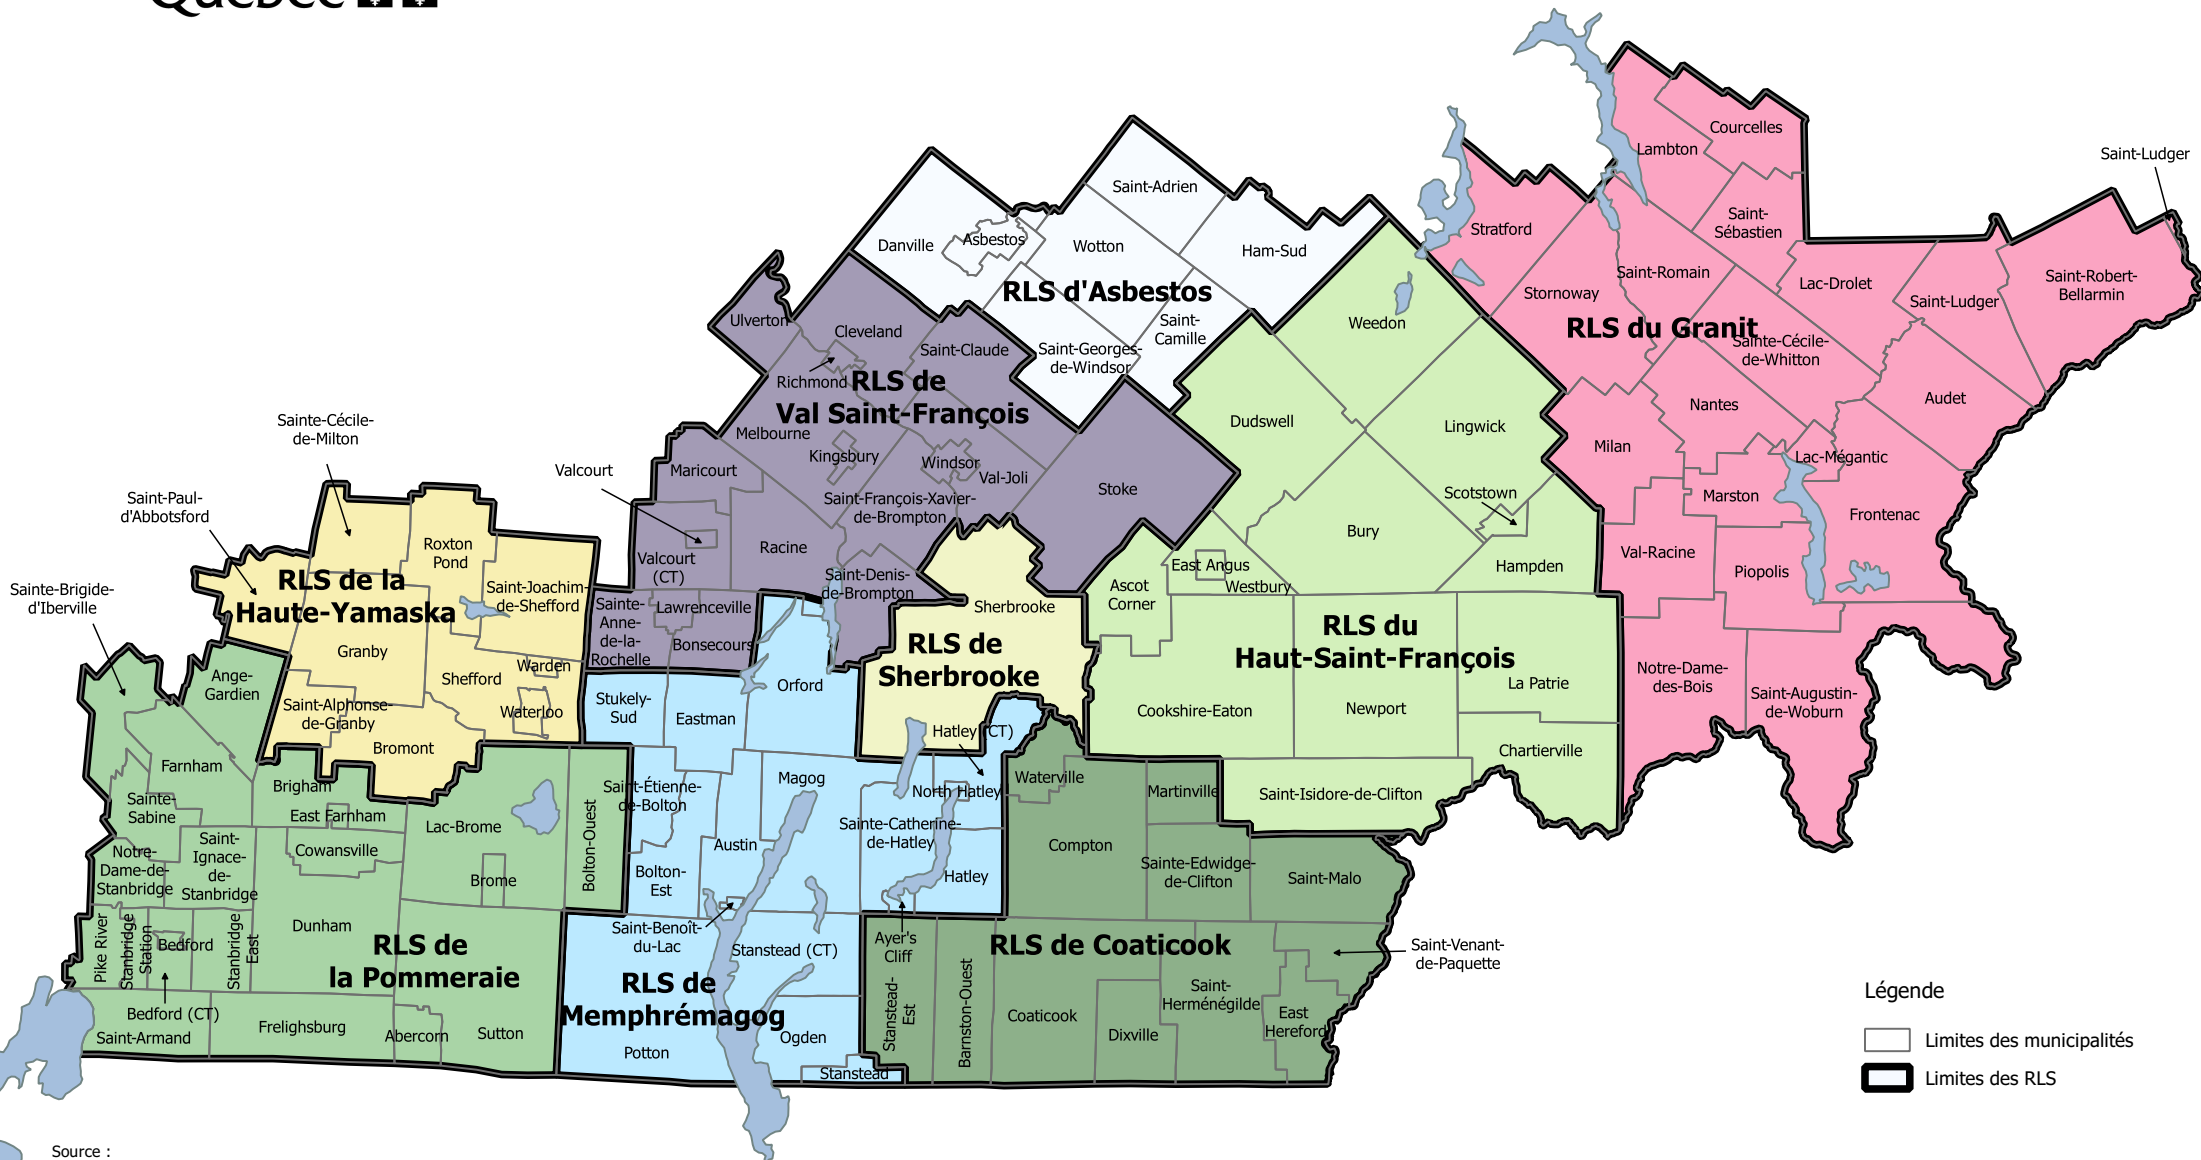 Québec
Saint-Ludger
Courcelles
Lambton
Saint-Adrien
Saint-
Sébastien
Stratford
Danville
Asbestos
Wotton
Ham-Sud
Saint-Romain
Lac-Drolet
Saint-Robert-
Bellarmin
Stornoway
Saint-Ludger
RLS d'Asbestos
Ulverton
Cleveland
Saint-
Camille
Weedon
RLS du Granit
Sainte-Cécile-
de-Whitton
Saint-Claude
Saint-Georges-
de-Windsor
Richmond
RLS de
Val Saint-François
Nantes
Audet
Sainte-Cécile-
de-Milton
Melbourne
Dudswell
Lingwick
Milan
Kingsbury
Windsor
Val-Joli
Lac-Mégantic
Valcourt
Maricourt
Stoke
Scotstown
Marston
Saint-Paul-
d'Abbotsford
Saint-François-Xavier-
de-Brompton
Bury
Frontenac
Roxton
Pond
Racine
Val-Racine
Valcourt
(CT)
East Angus
Hampden
Piopolis
RLS de la
Haute-Yamaska
Saint-Joachim-
de-Shefford
Saint-Denis-
de-Brompton
Westbury
Ascot
Corner
Sainte-Brigide-
d'Iberville
Sainte-
Anne-
de-la-
Rochelle
Lawrenceville
Sherbrooke
Bonsecours
RLS de
Sherbrooke
RLS du
Haut-Saint-François
Granby
Warden
Shefford
Ange-
Gardien
Orford
La Patrie
Notre-Dame-
des-Bois
Saint-Augustin-
de-Woburn
Saint-Alphonse-
de-Granby
Waterloo
Stukely-
Sud
Eastman
Cookshire-Eaton
Newport
Bromont
Hatley (CT)
Chartierville
Farnham
Brigham
Magog
Waterville
Saint-Étienne-
de-Bolton
North Hatley
Martinville
Saint-Isidore-de-Clifton
Sainte-
Sabine
East Farnham
Lac-Brome
Sainte-Catherine-
de-Hatley
Saint-
Ignace-
de-
Stanbridge
Cowansville
Bolton-Ouest
Austin
Compton
Notre-
Dame-de-
Stanbridge
Brome
Bolton-
Est
Hatley
Sainte-Edwidge-
de-Clifton
Saint-Malo
Pike River
Stanbridge
Station
Bedford
Stanbridge
East
Dunham
RLS de
la Pommeraie
Saint-Benoît-
du-Lac
Stanstead (CT)
Ayer's
Cliff
RLS de Coaticook
Saint-Venant-
de-Paquette
RLS de
Memphrémagog
Stanstead-
Est
Barnston-Ouest
Saint-
Herménégilde
Légende
Bedford (CT)
Saint-Armand
Frelighsburg
Abercorn
Sutton
Potton
Ogden
Coaticook
Dixville
East
Hereford
Limites des municipalités
Stanstead
Limites des RLS
Source :